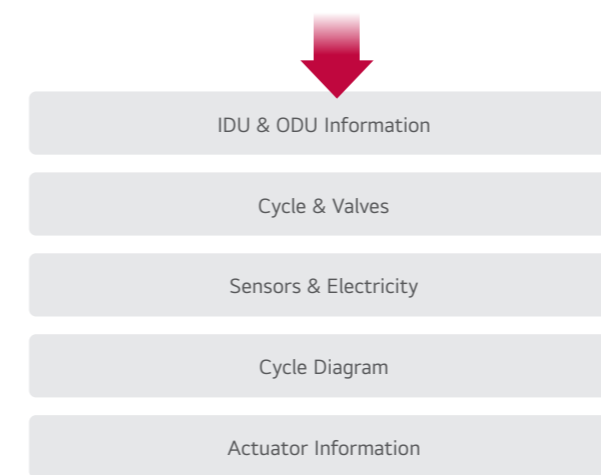 IDU & ODU Information
Cycle & Valves
Sensors & Electricity
Cycle Diagram
Actuator Information